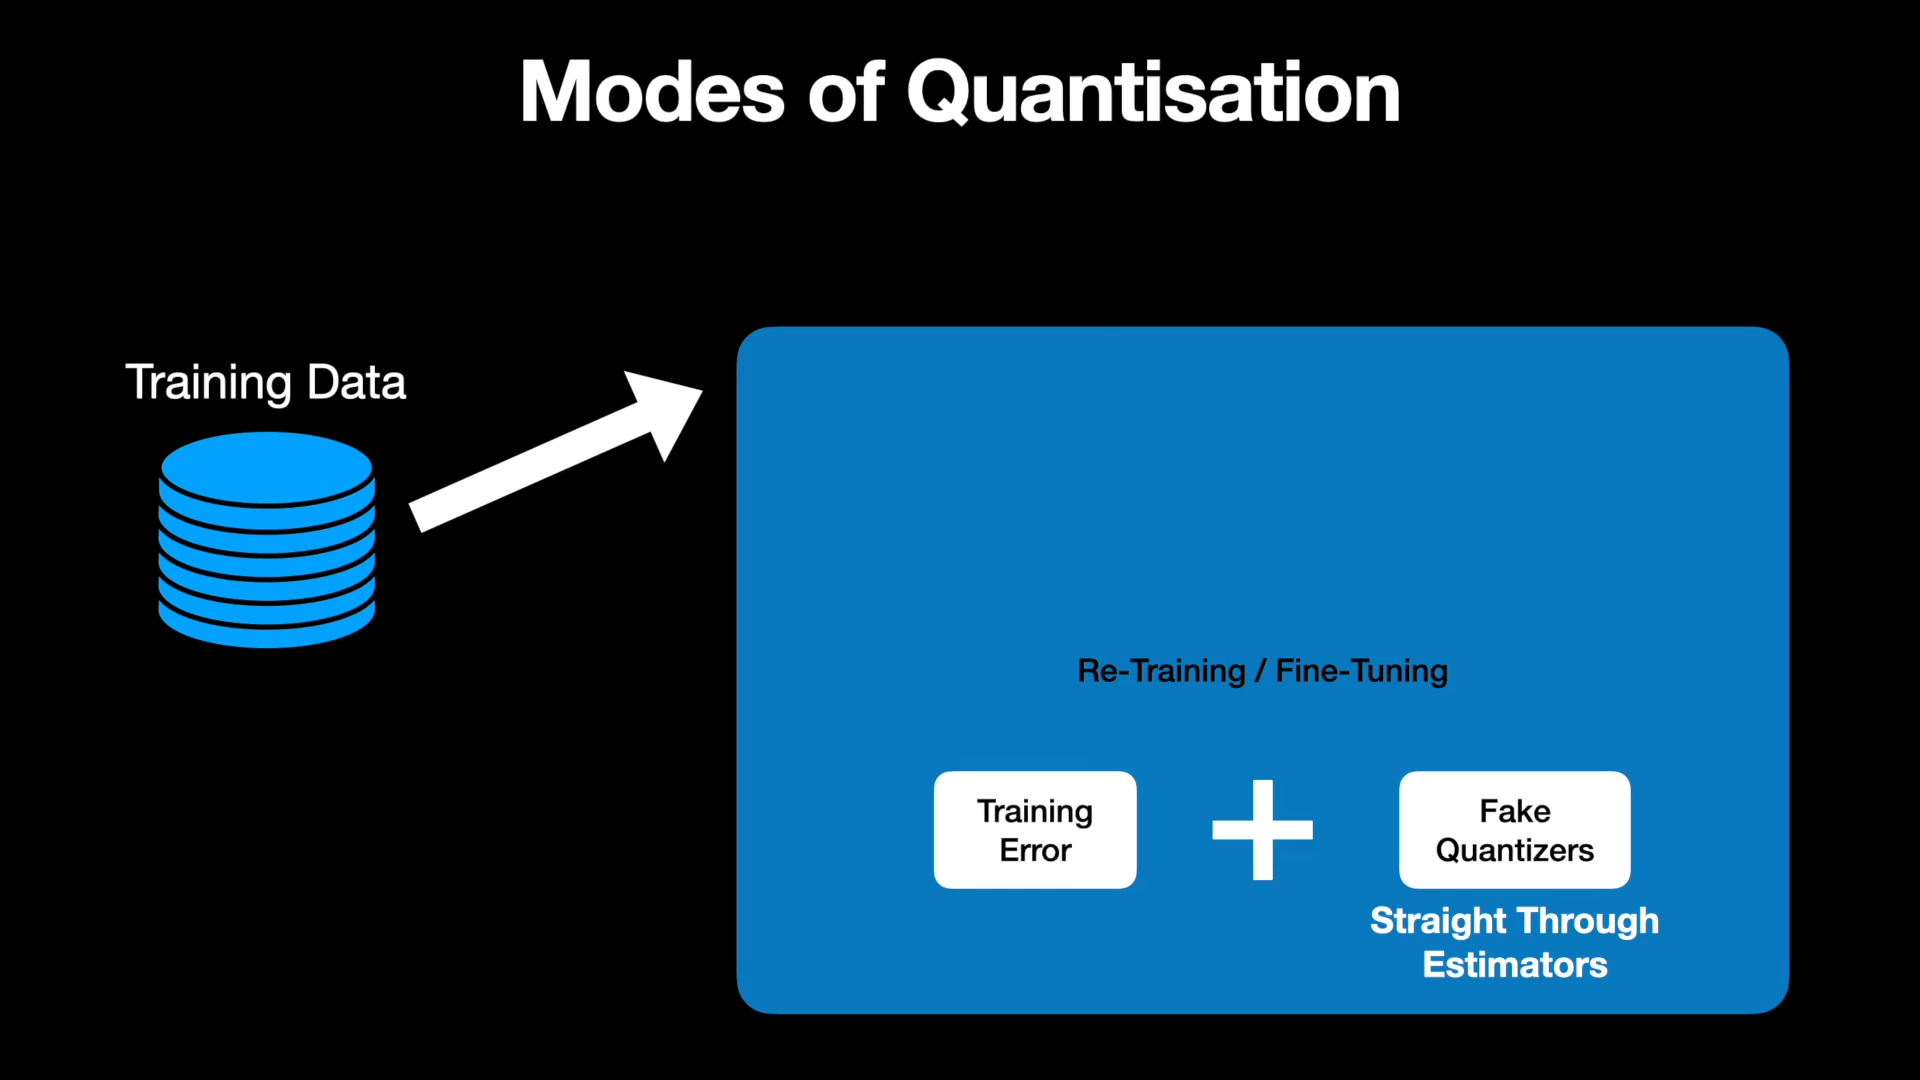 Modes of Quantisation
Training Data
Re-Training / Fine-Tuning
Training
Error
Fake
Quantizers
Straight Through
Estimators